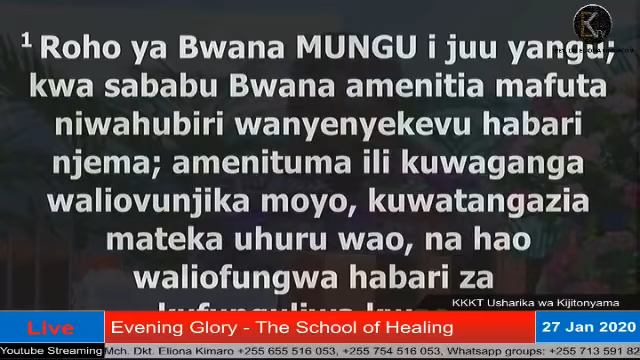 1 Roho ya Bwana MUNGU i juu yangu,
kwa sababu Bwana amenitia mafuta
niwahubiri wanyenyekevu habari
njema; amenituma ili kuwaganga
waliovunjika moyo, kuwatangazia
mateka uhuru wao, na hao
waliofungwa habari za
KKKT Usharika wa Kijitonyama
Live Evening Glory - The School of Healing 27 Jan 2020
Youtube Streaming Mch. Dkt. Eliona Kimaro +255 655 516 053, +255 754 516 053, Whatsapp groups: +255 713 591 82